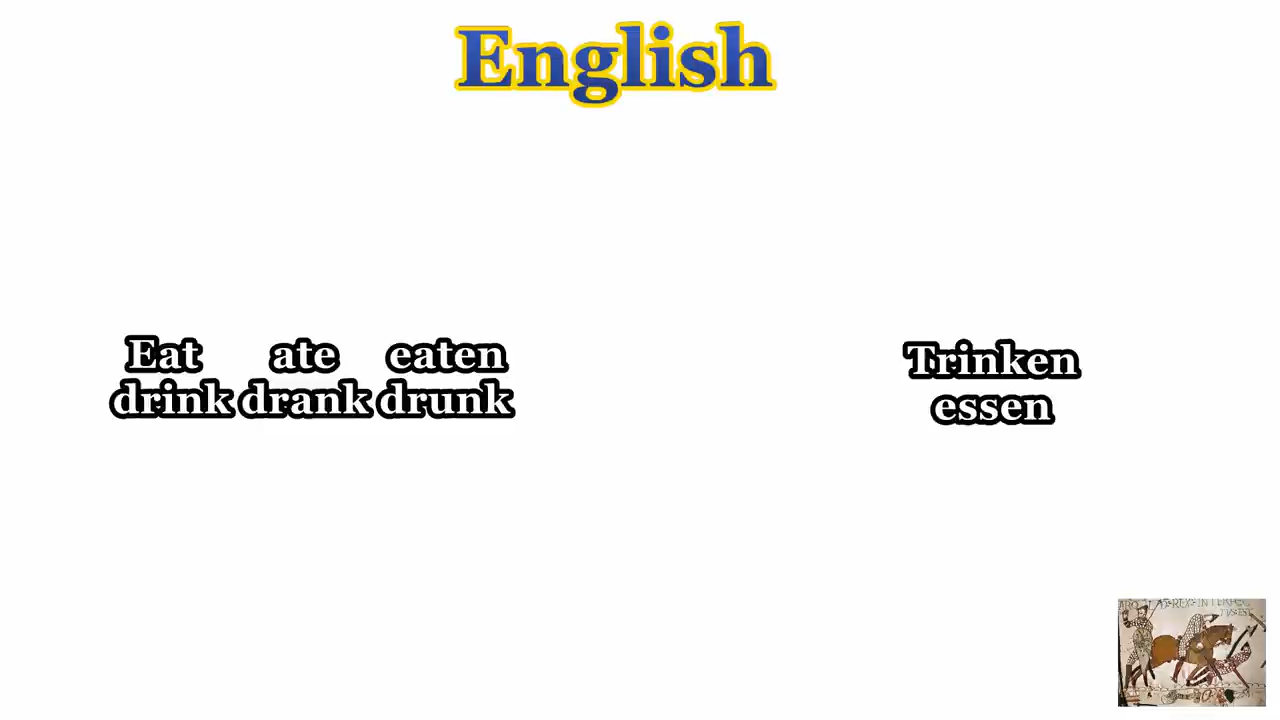 English
Eat ate eaten
drink drank drunk
Trinken
essen